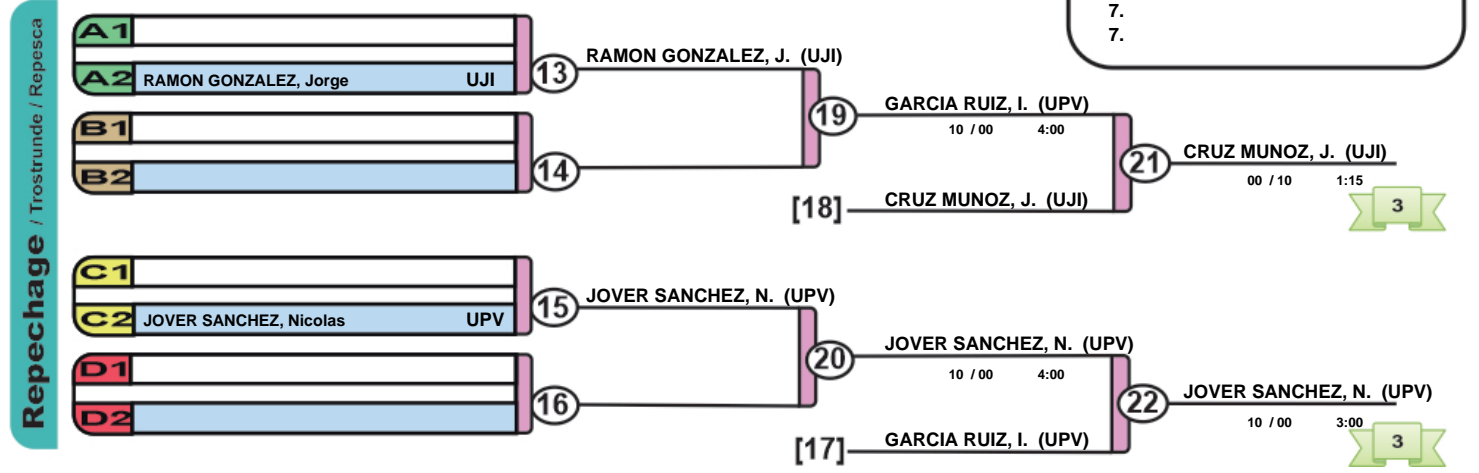 7.
7.
Repechage / Trostrunde / Repesca
A1
A2 RAMON GONZALEZ, Jorge UJI
B1
B2
13
RAMON GONZALEZ, J. (UJI)
14
19
GARCIA RUIZ, I. (UPV)
10 / 00 4:00
[18] CRUZ MUNOZ, J. (UJI)
21
CRUZ MUNOZ, J. (UJI)
00 / 10 1:15
3
C1
C2 JOVER SANCHEZ, Nicolas UPV
D1
D2
15
JOVER SANCHEZ, N. (UPV)
16
20
JOVER SANCHEZ, N. (UPV)
10 / 00 4:00
[17] GARCIA RUIZ, I. (UPV)
22
JOVER SANCHEZ, N. (UPV)
10 / 00 3:00
3